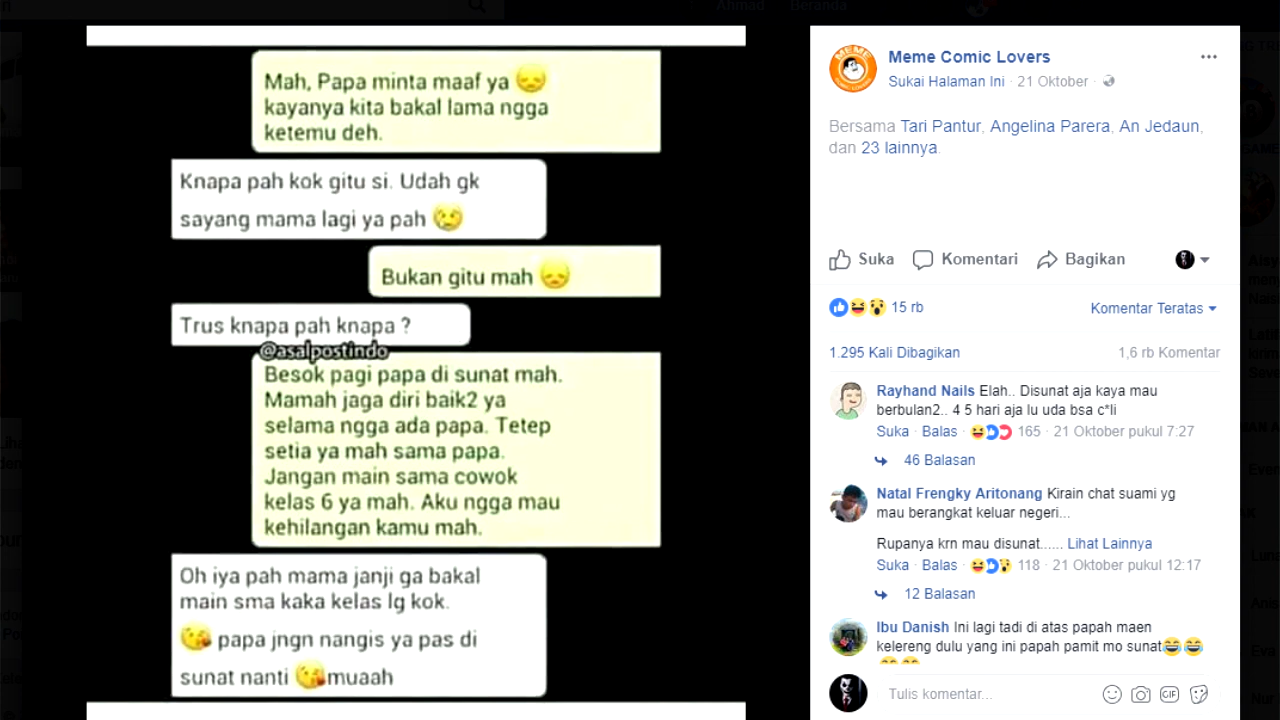 Ahmad Beranda
Mah, Papa minta maaf ya
kayanya kita bakal lama ngga
ketemu deh.
Knapa pah kok gitu si. Udah gk
sayang mama lagi ya pah
Bukan gitu mah
Trus knapa pah knapa ?
@asalpostindo
Besok pagi papa di sunat mah.
Mamah jaga diri baik2 ya
selama ngga ada papa. Tetep
setia ya mah sama papa.
Jangan main sama cowok
kelas 6 ya mah. Aku ngga mau
kehilangan kamu mah.
Oh iya pah mama janji ga bakal
main sma kaka kelas lg kok.
papa jngn nangis ya pas di
sunat nanti muaah
MEME
Meme Comic Lovers
Sukai Halaman Ini · 21 Oktober ·
Bersama Tari Pantur, Angelina Parera, An Jedaun,
dan 23 lainnya.
Suka Komentari Bagikan
15 rb Komentar Teratas
1.295 Kali Dibagikan 1,6 rb Komentar
Rayhand Nails Elah.. Disunat aja kaya mau
berbulan2.. 4 5 hari aja lu uda bsa c*li
Suka · Balas · 165 · 21 Oktober pukul 7:27
46 Balasan
Natal Frengky Aritonang Kirain chat suami yg
mau berangkat keluar negeri...
Rupanya krn mau disunat...... Lihat Lainnya
Suka · Balas · 118 · 21 Oktober pukul 12:17
12 Balasan
Ibu Danish Ini lagi tadi di atas papah maen
kelereng dulu yang ini papah pamit mo sunat
Tulis komentar...
GIF